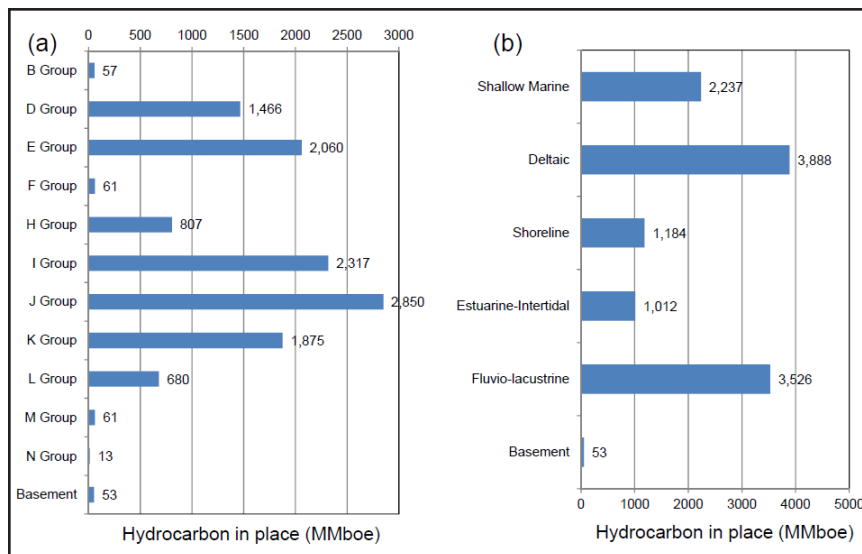 (a)
0 500 1000 1500 2000 2500 3000
B Group 57
D Group 1,466
E Group 2,060
F Group 61
H Group 807
I Group 2,317
J Group 2,850
K Group 1,875
L Group 680
M Group 61
N Group 13
Basement 53
Hydrocarbon in place (MMboe)
(b)
Shallow Marine 2,237
Deltaic 3,888
Shoreline 1,184
Estuarine-Intertidal 1,012
Fluvio-lacustrine 3,526
Basement 53
0 1000 2000 3000 4000 5000
Hydrocarbon in place (MMboe)